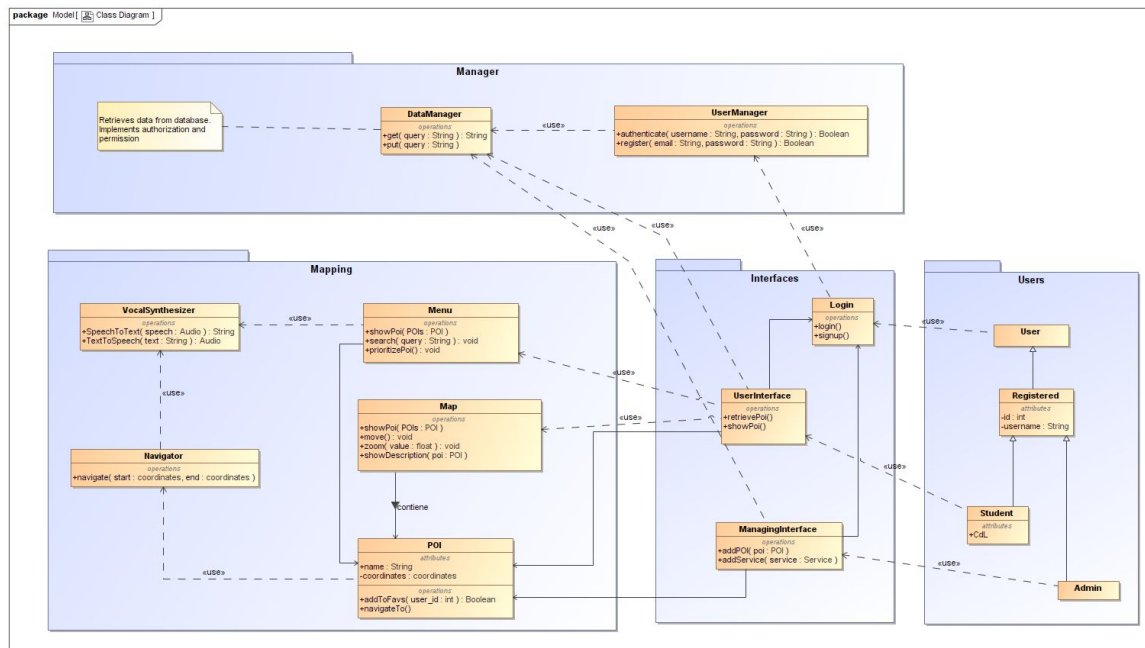 package Model [ Class Diagram ]
Manager
Retrieves data from database.
Implements authorization and
permission
DataManager
operations
+get( query : String ) : String
+put( query : String )
«use»
UserManager
operations
+authenticate( username : String, password : String ) : Boolean
+register( email : String, password : String ) : Boolean
«use»
«use»
«use»
Mapping
VocalSynthesizer
operations
+SpeechToText( speech : Audio ) : String
+TextToSpeech( text : String ) : Audio
«use»
Menu
operations
+showPoi( POIs : POI )
+search( query : String ) : void
+prioritizePoi() : void
«use»
«use»
«use»
Map
operations
+showPoi( POIs : POI )
+move() : void
+zoom( value : float ) : void
+showDescription( poi : POI )
Navigator
operations
+navigate( start : coordinates, end : coordinates )
contiene
«use»
POI
attributes
+name : String
-coordinates : coordinates
operations
+addToFavs( user_id : int ) : Boolean
+navigateTo()
Interfaces
Login
operations
+login()
+signup()
UserInterface
operations
+retrievePoi()
+showPoi()
ManagingInterface
operations
+addPOI( poi : POI )
+addService( service : Service )
«use»
«use»
«use»
Users
User
Registered
attributes
-id : int
-username : String
Student
attributes
+CdL
Admin